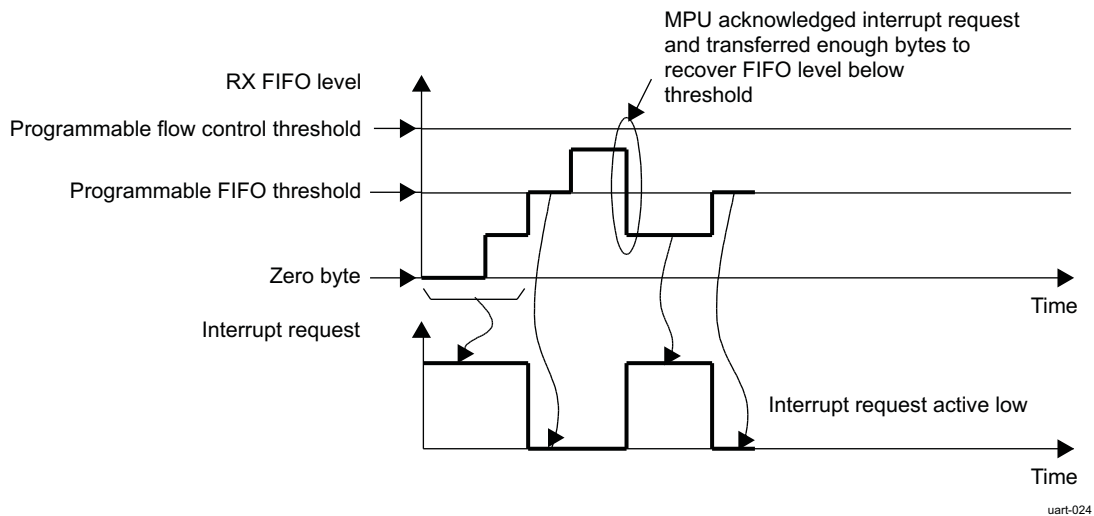 MPU acknowledged interrupt request
and transferred enough bytes to
recover FIFO level below
threshold
RX FIFO level
Programmable flow control threshold
Programmable FIFO threshold
Zero byte
Time
Interrupt request
Interrupt request active low
Time
uart-024